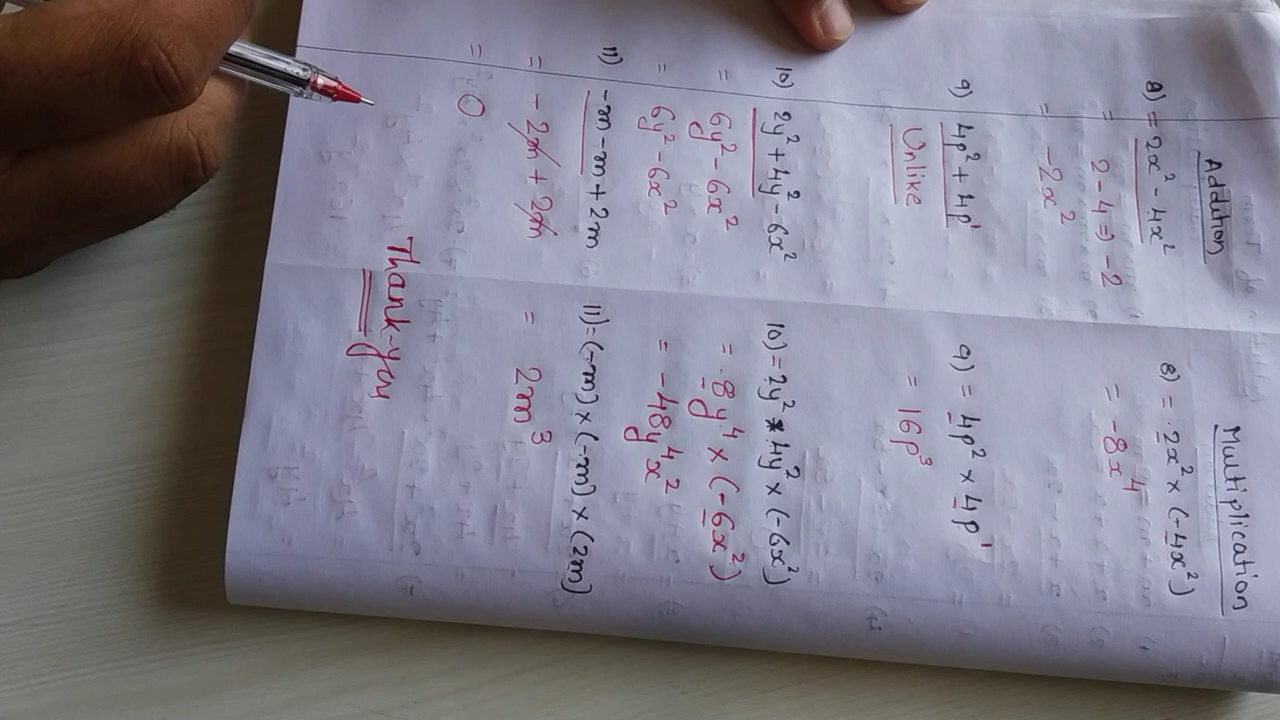 Addition
8) = 2x² - 4x²
= 2 - 4 => -2
= -2x²
9) 4p² + 4p¹
Unlike
10) 2y² + 4y² - 6x²
= 6y² - 6x²
= 6y² - 6x²
11) -m - m + 2m
= -2m + 2m
= 0
Multiplication
8) = 2x² × (-4x²)
= -8x⁴
9) = 4p² × 4p¹
= 16p³
10) = 2y² * 4y² × (-6x²)
= 8y⁴ × (-6x²)
= -48y⁴x²
11) = (-m) × (-m) × (2m)
= 2m³
Thank-you